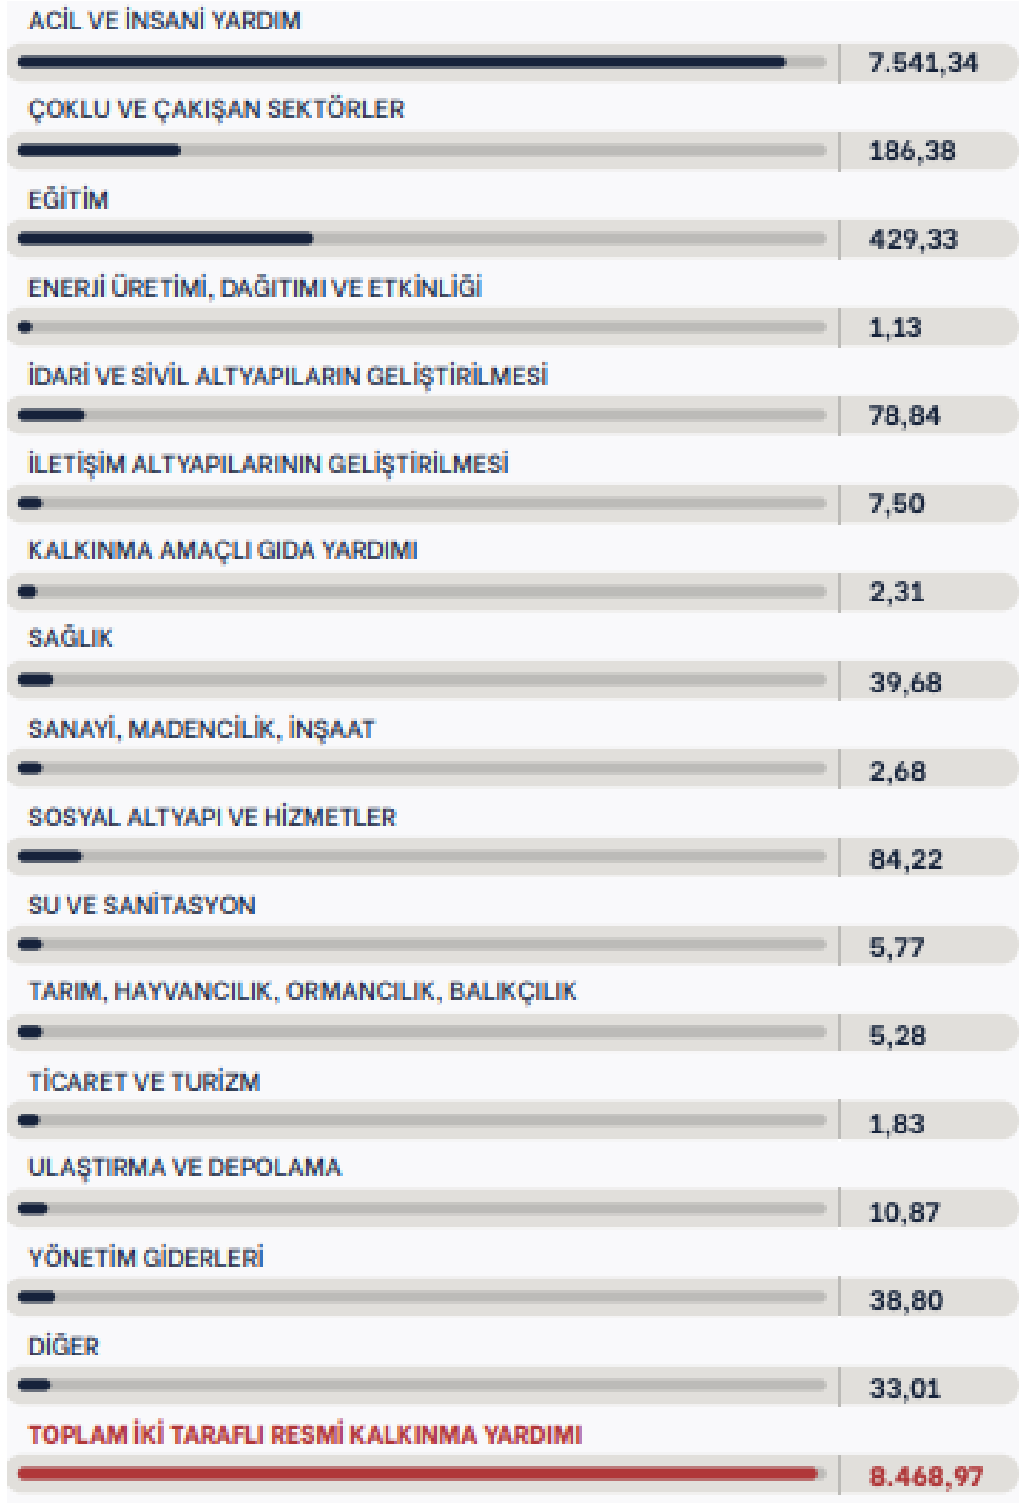 ACİL VE İNSANİ YARDIM
7.541,34
ÇOKLU VE ÇAKIŞAN SEKTÖRLER
186,38
EĞİTİM
429,33
ENERJİ ÜRETİMİ, DAĞITIMI VE ETKİNLİĞİ
1,13
İDARİ VE SİVİL ALTYAPILARIN GELİŞTİRİLMESİ
78,84
İLETİŞİM ALTYAPILARININ GELİŞTİRİLMESİ
7,50
KALKINMA AMAÇLI GIDA YARDIMI
2,31
SAĞLIK
39,68
SANAYİ, MADENCİLİK, İNŞAAT
2,68
SOSYAL ALTYAPI VE HİZMETLER
84,22
SU VE SANİTASYON
5,77
TARIM, HAYVANCILIK, ORMANCILIK, BALIKÇILIK
5,28
TİCARET VE TURİZM
1,83
ULAŞTIRMA VE DEPOLAMA
10,87
YÖNETİM GİDERLERİ
38,80
DİĞER
33,01
TOPLAM İKİ TARAFLI RESMİ KALKINMA YARDIMI
8.468,97